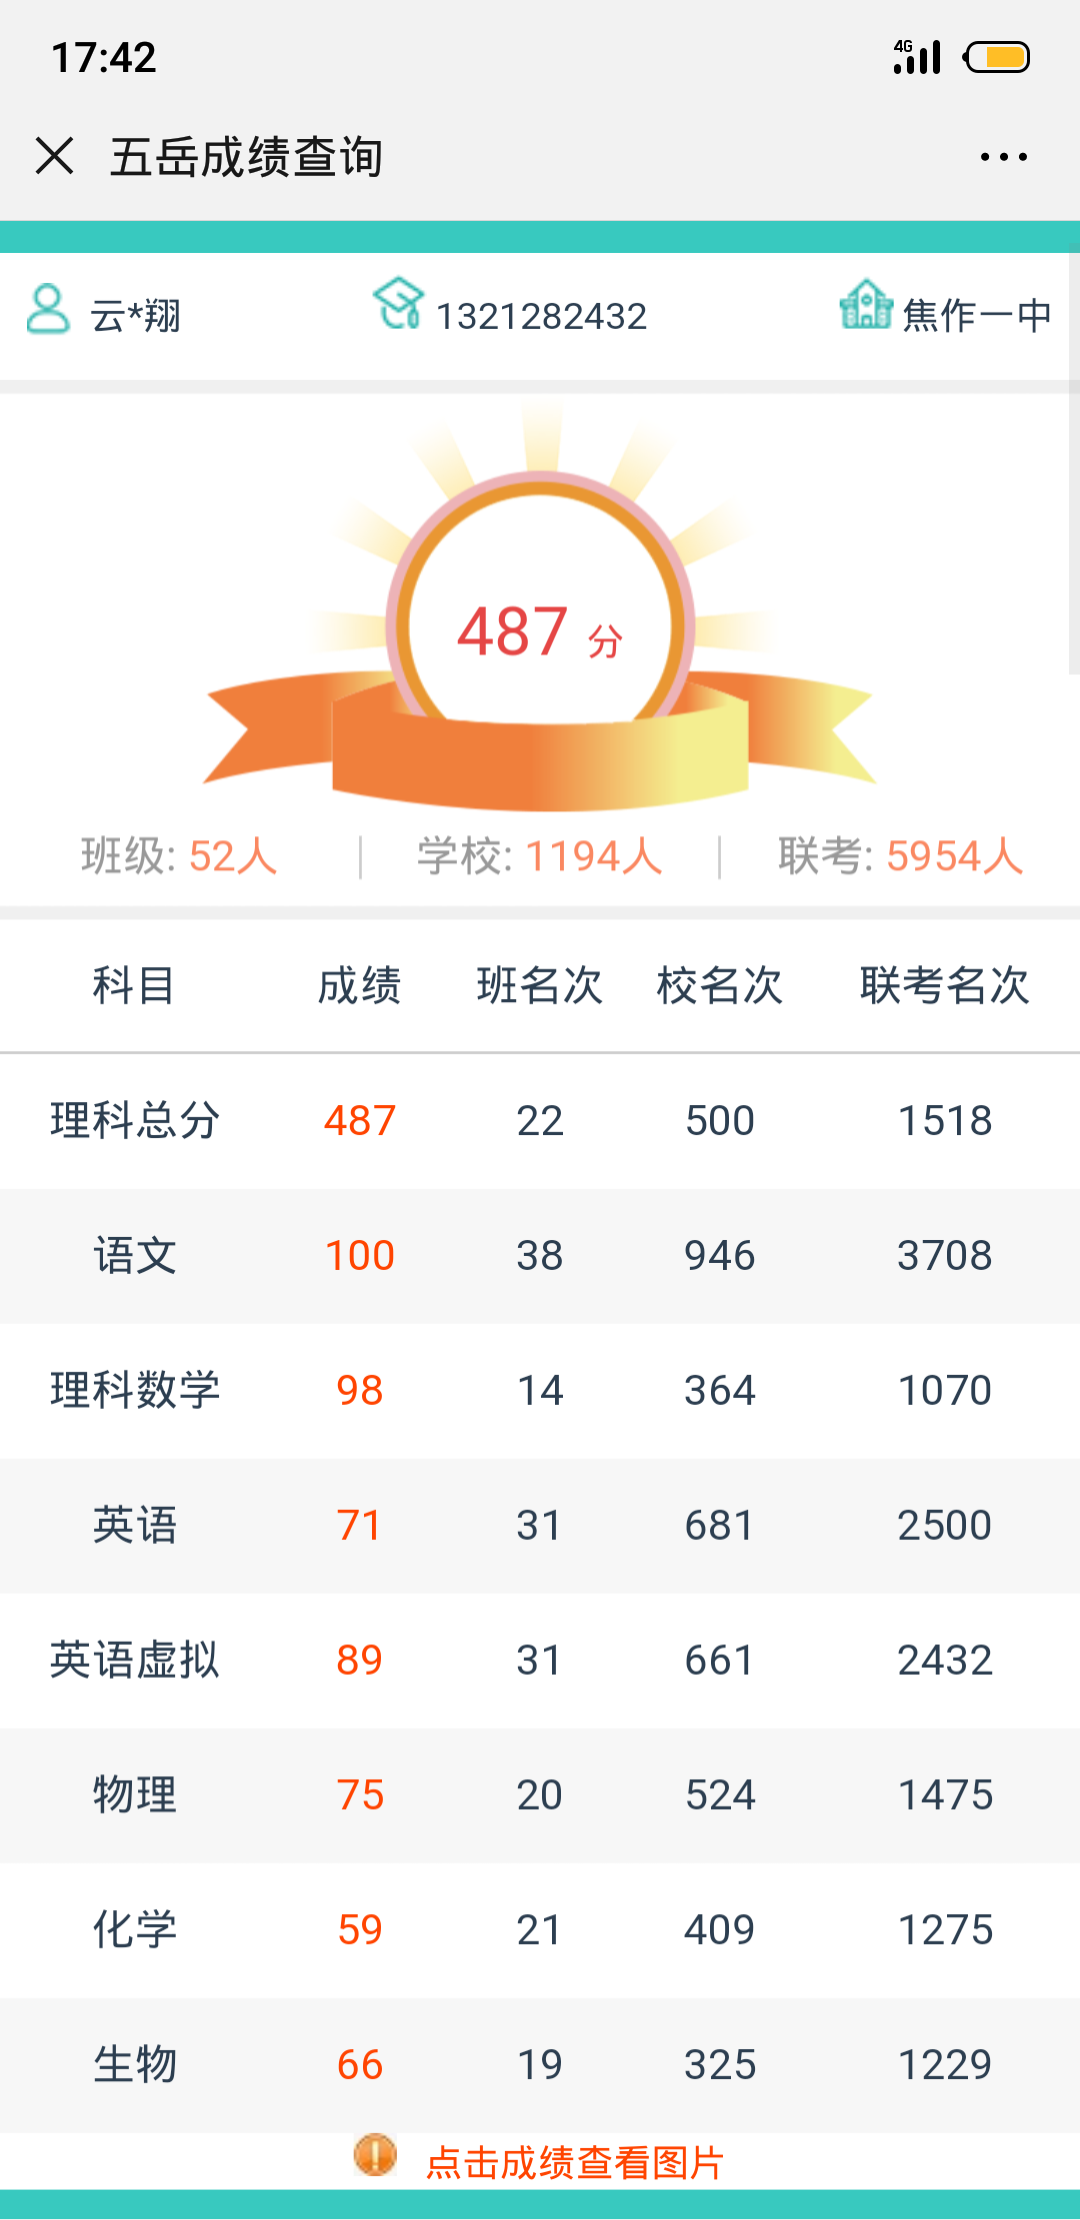 17:42 4G
五岳成绩查询
云*翔 1321282432 焦作一中
487 分
班级: 52人 学校: 1194人 联考: 5954人
科目 成绩 班名次 校名次 联考名次
理科总分 487 22 500 1518
语文 100 38 946 3708
理科数学 98 14 364 1070
英语 71 31 681 2500
英语虚拟 89 31 661 2432
物理 75 20 524 1475
化学 59 21 409 1275
生物 66 19 325 1229
点击成绩查看图片